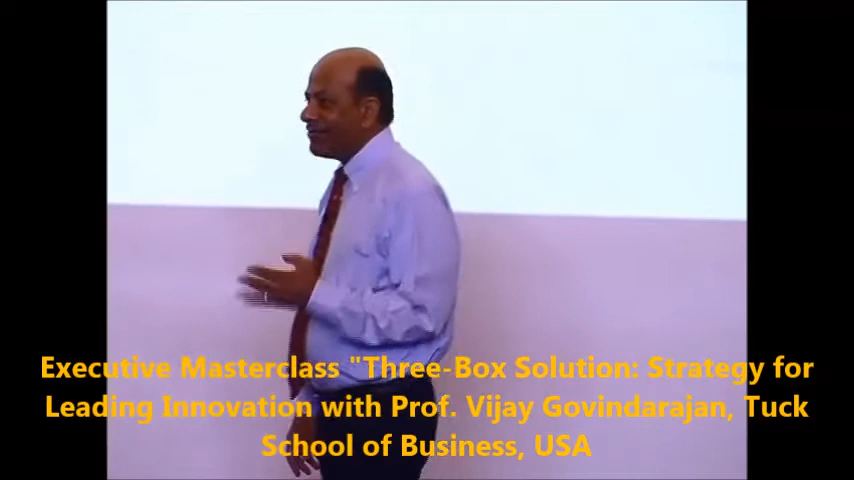 Executive Masterclass "Three-Box Solution: Strategy for
Leading Innovation with Prof. Vijay Govindarajan, Tuck
School of Business, USA